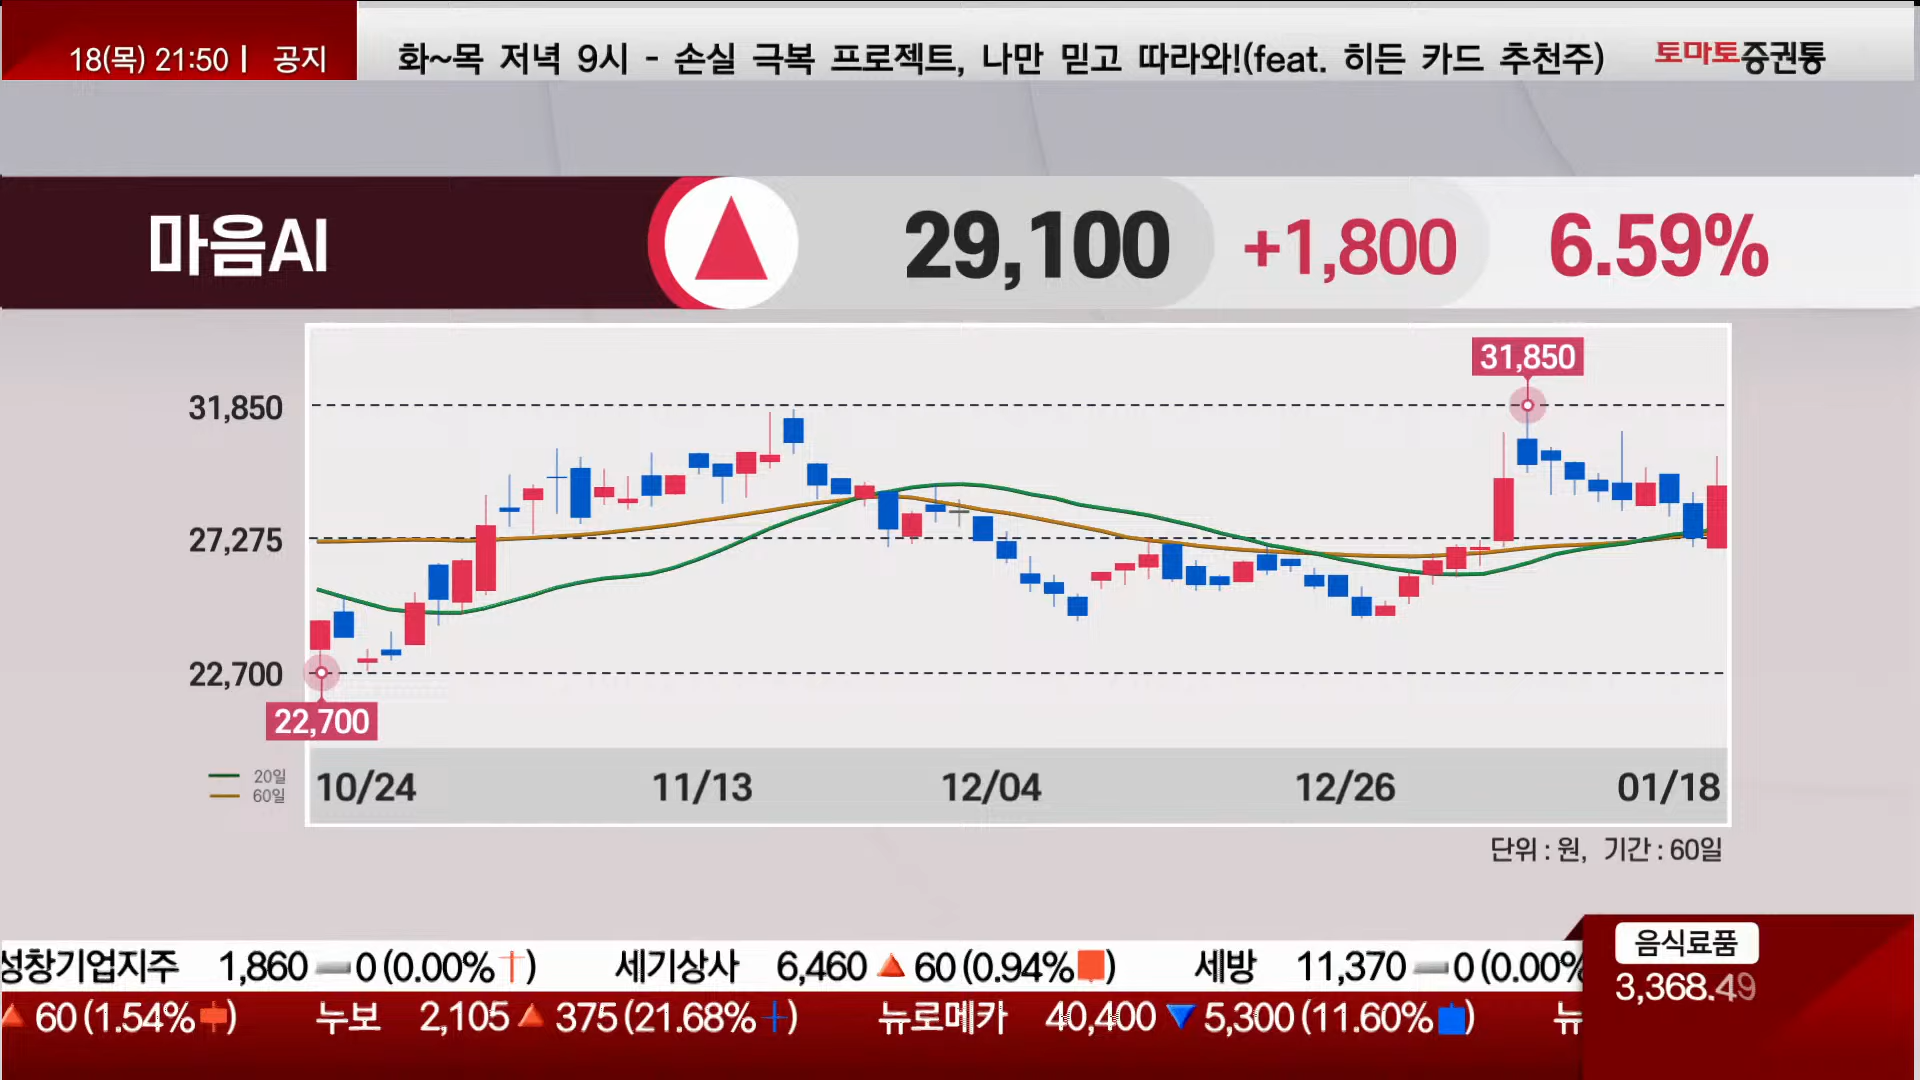 18(목) 21:50 | 공지 화~목 저녁 9시 - 손실 극복 프로젝트, 나만 믿고 따라와!(feat. 히든 카드 추천주) 토마토증권통
마음AI 29,100 +1,800 6.59%
31,850
31,850
27,275
22,700
22,700
20일
60일
10/24 11/13 12/04 12/26 01/18
단위 : 원, 기간 : 60일
성창기업지주 1,860 0(0.00%) 세기상사 6,460 60(0.94%) 세방 11,370 0(0.00%
음식료품
3,368.49
60(1.54%) 누보 2,105 375(21.68%) 뉴로메카 40,400 5,300(11.60%) 뉴